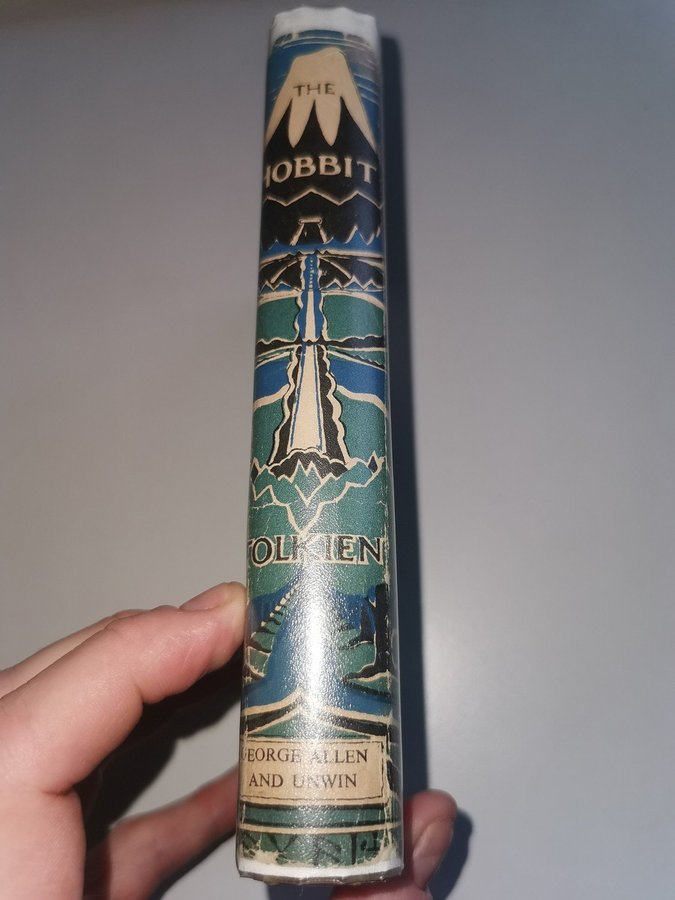 THE
HOBBIT
TOLKIEN
GEORGE ALLEN
AND UNWIN